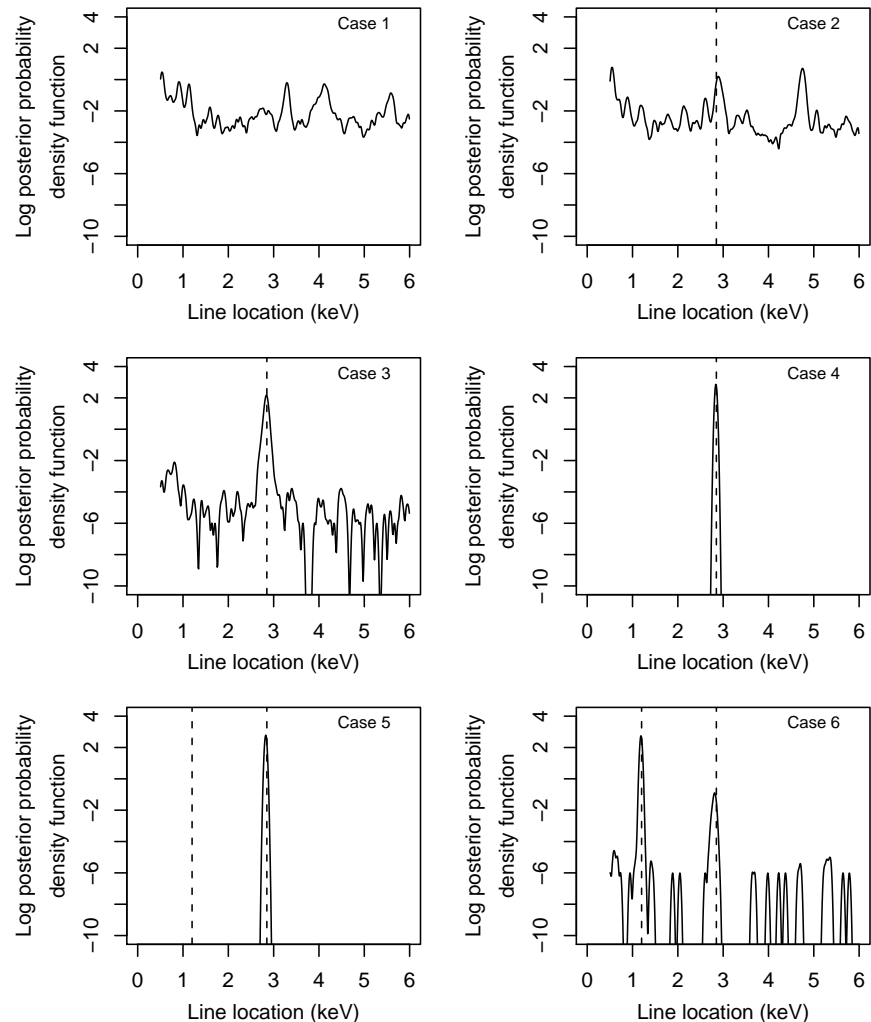 Case 1
Log posterior probability
density function
4
2
−2
−6
−10
0 1 2 3 4 5 6
Line location (keV)
Case 2
Log posterior probability
density function
4
2
−2
−6
−10
0 1 2 3 4 5 6
Line location (keV)
Case 3
Log posterior probability
density function
4
2
−2
−6
−10
0 1 2 3 4 5 6
Line location (keV)
Case 4
Log posterior probability
density function
4
2
−2
−6
−10
0 1 2 3 4 5 6
Line location (keV)
Case 5
Log posterior probability
density function
4
2
−2
−6
−10
0 1 2 3 4 5 6
Line location (keV)
Case 6
Log posterior probability
density function
4
2
−2
−6
−10
0 1 2 3 4 5 6
Line location (keV)